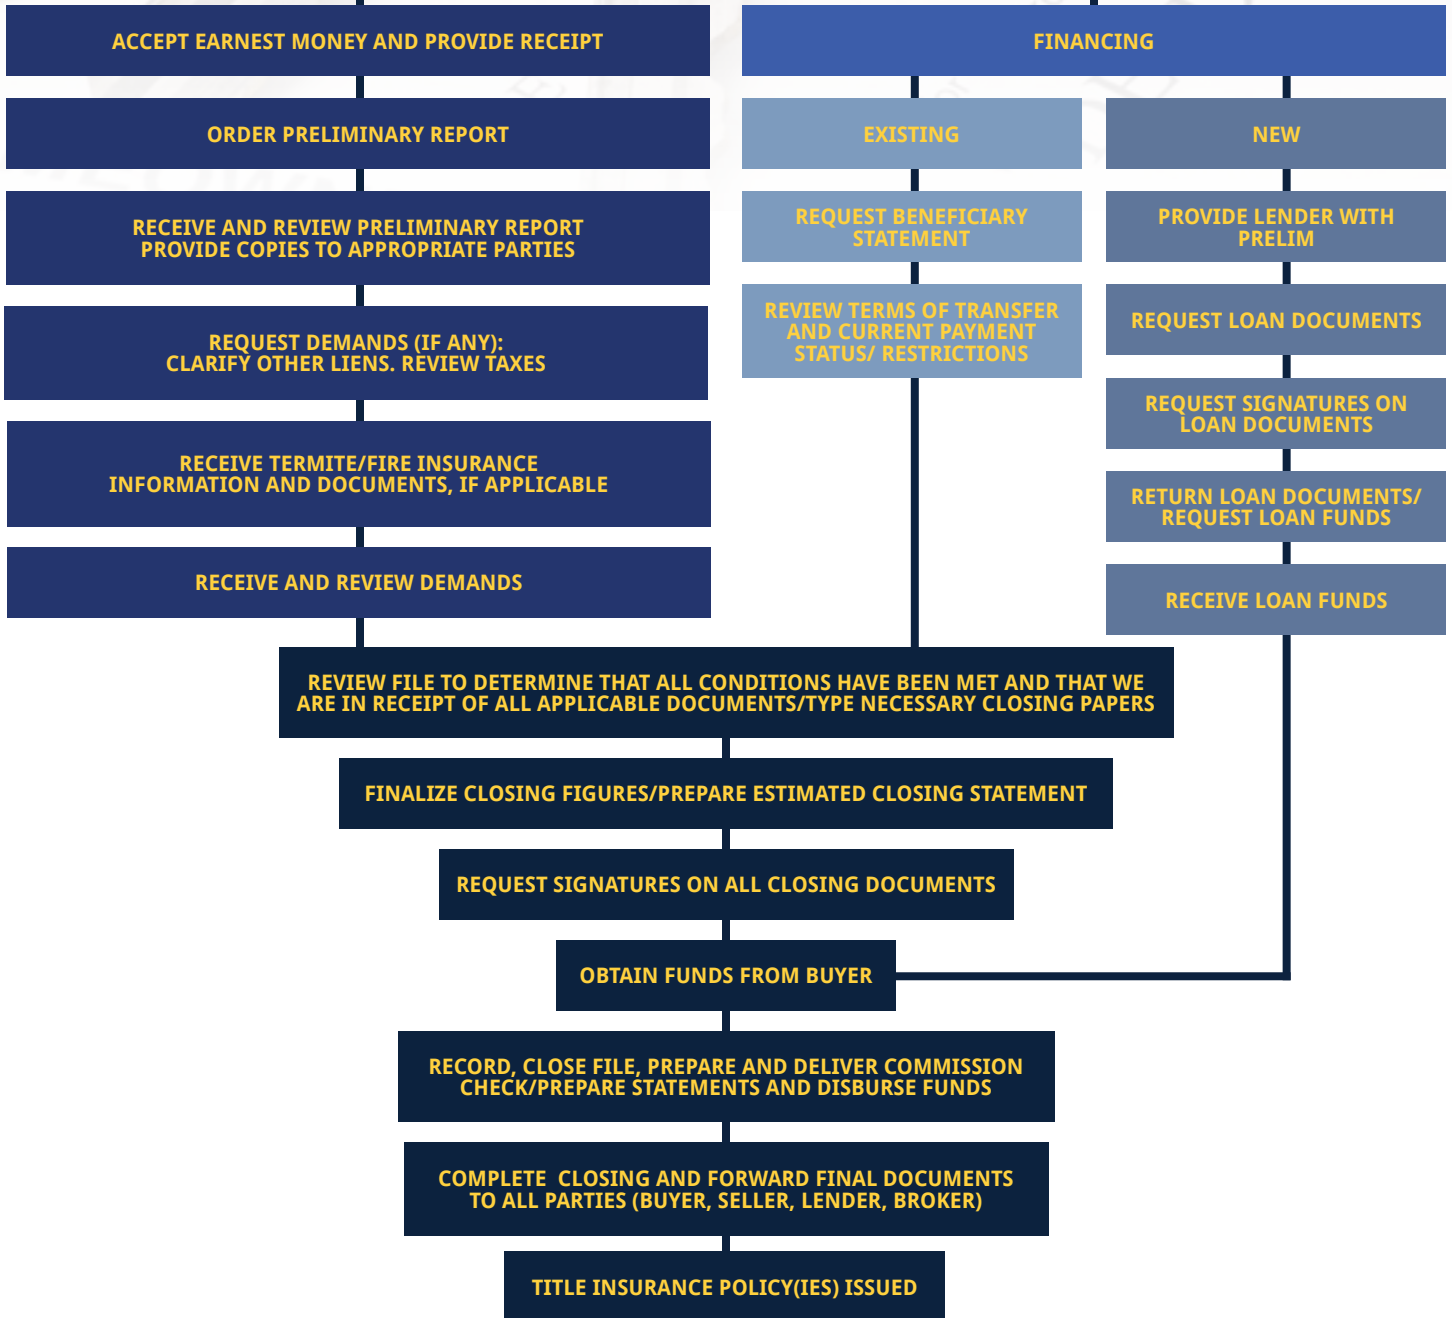 ACCEPT EARNEST MONEY AND PROVIDE RECEIPT
ORDER PRELIMINARY REPORT
RECEIVE AND REVIEW PRELIMINARY REPORT
PROVIDE COPIES TO APPROPRIATE PARTIES
REQUEST DEMANDS (IF ANY):
CLARIFY OTHER LIENS. REVIEW TAXES
RECEIVE TERMITE/FIRE INSURANCE
INFORMATION AND DOCUMENTS, IF APPLICABLE
RECEIVE AND REVIEW DEMANDS
FINANCING
EXISTING
REQUEST BENEFICIARY
STATEMENT
REVIEW TERMS OF TRANSFER
AND CURRENT PAYMENT
STATUS/ RESTRICTIONS
NEW
PROVIDE LENDER WITH
PRELIM
REQUEST LOAN DOCUMENTS
REQUEST SIGNATURES ON
LOAN DOCUMENTS
RETURN LOAN DOCUMENTS/
REQUEST LOAN FUNDS
RECEIVE LOAN FUNDS
REVIEW FILE TO DETERMINE THAT ALL CONDITIONS HAVE BEEN MET AND THAT WE
ARE IN RECEIPT OF ALL APPLICABLE DOCUMENTS/TYPE NECESSARY CLOSING PAPERS
FINALIZE CLOSING FIGURES/PREPARE ESTIMATED CLOSING STATEMENT
REQUEST SIGNATURES ON ALL CLOSING DOCUMENTS
OBTAIN FUNDS FROM BUYER
RECORD, CLOSE FILE, PREPARE AND DELIVER COMMISSION
CHECK/PREPARE STATEMENTS AND DISBURSE FUNDS
COMPLETE  CLOSING AND FORWARD FINAL DOCUMENTS
TO ALL PARTIES (BUYER, SELLER, LENDER, BROKER)
TITLE INSURANCE POLICY(IES) ISSUED